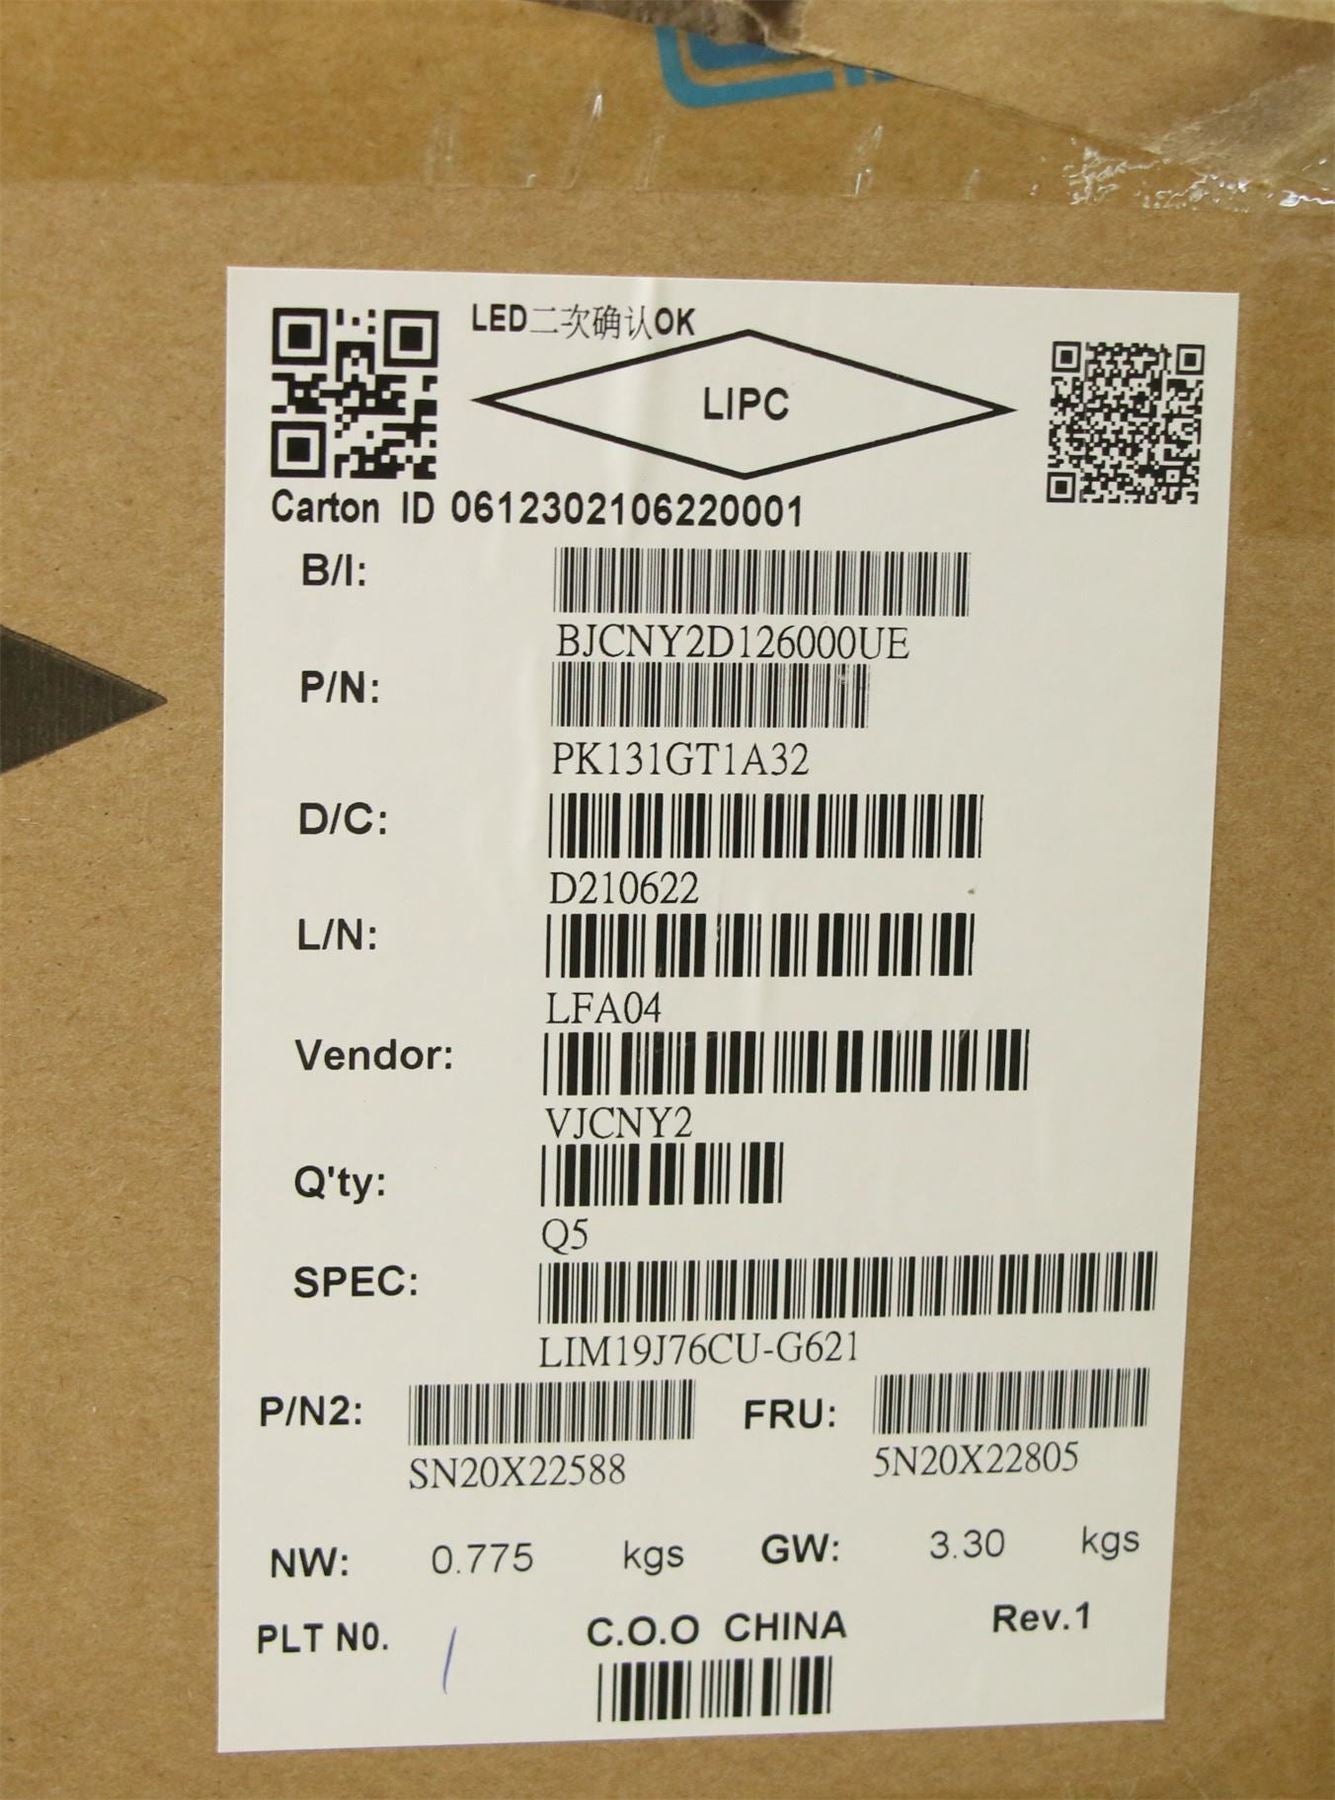 LED二次确认OK
LIPC
Carton ID 0612302106220001
B/I:
BJCNY2D126000UE
P/N:
PK131GT1A32
D/C:
D210622
L/N:
LFA04
Vendor:
VJCNY2
Q'ty:
Q5
SPEC:
LIM19J76CU-G621
P/N2: FRU:
SN20X22588 5N20X22805
NW: 0.775 kgs GW: 3.30 kgs
PLT NO. / C.O.O CHINA Rev.1